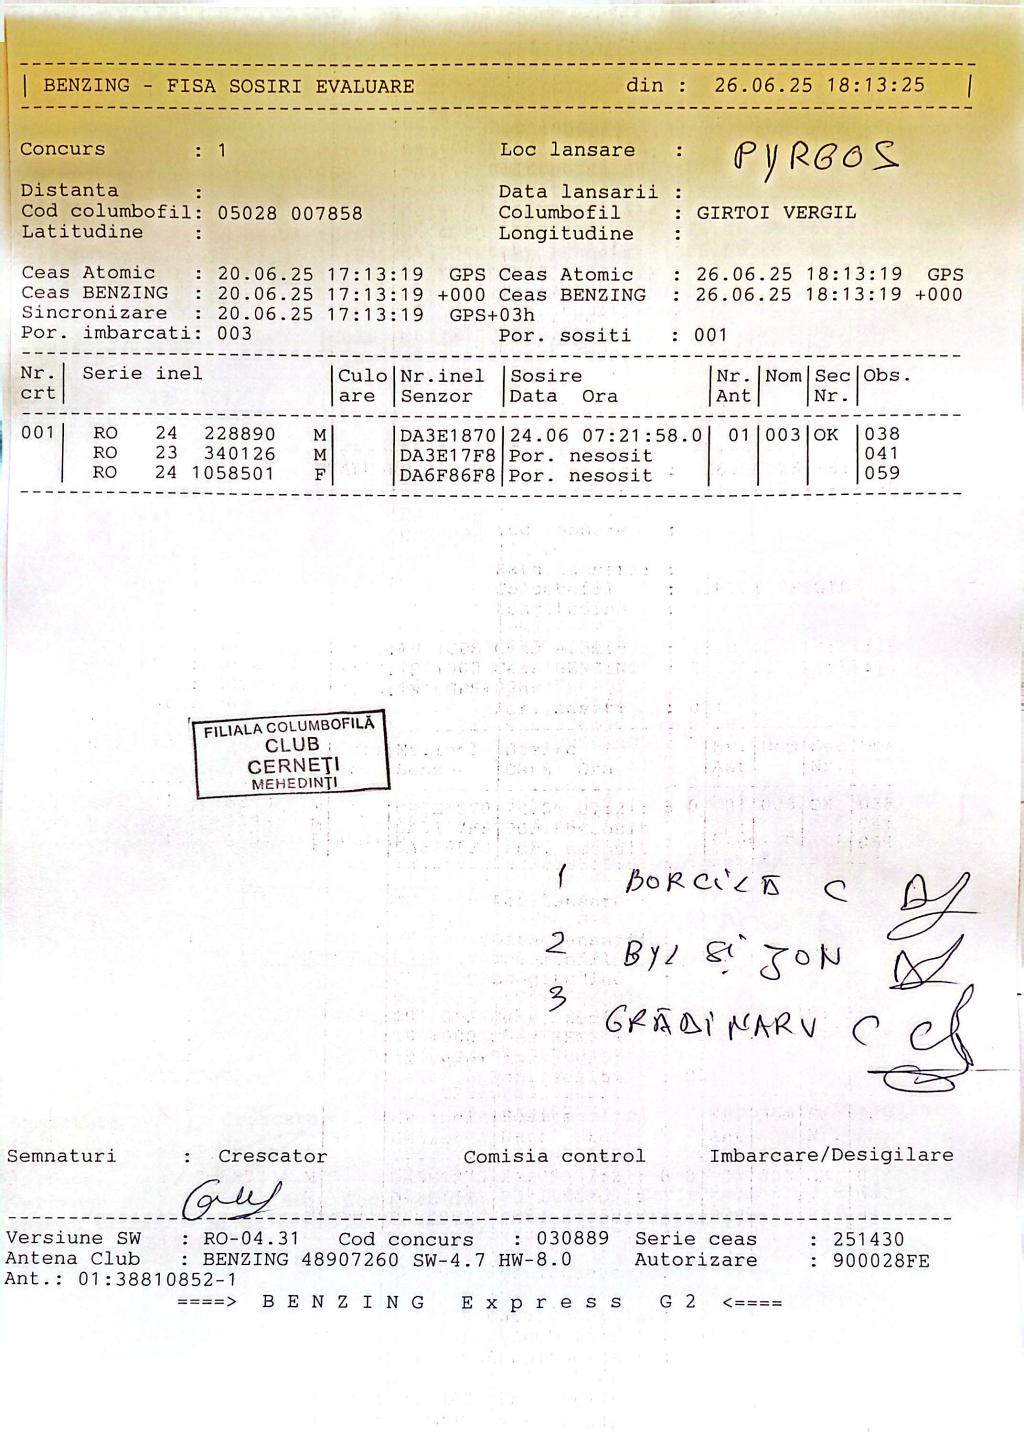 BENZING - FISA SOSIRI EVALUARE din : 26.06.25 18:13:25
Concurs : 1 Loc lansare : PYRGOS
Distanta : Data lansarii :
Cod columbofil: 05028 007858 Columbofil : GIRTOI VERGIL
Latitudine : Longitudine :
Ceas Atomic : 20.06.25 17:13:19 GPS Ceas Atomic : 26.06.25 18:13:19 GPS
Ceas BENZING : 20.06.25 17:13:19 +000 Ceas BENZING : 26.06.25 18:13:19 +000
Sincronizare : 20.06.25 17:13:19 GPS+03h
Por. imbarcati: 003 Por. sositi : 001
Nr. | Serie inel | Culo | Nr.inel | Sosire | Nr. | Nom | Sec | Obs.
crt | are | Senzor | Data Ora | Ant | Nr.
001 | RO 24 228890 M | DA3E1870 | 24.06 07:21:58.0 | 01 | 003 | OK | 038
RO 23 340126 M | DA3E17F8 | Por. nesosit | 041
RO 24 1058501 F | DA6F86F8 | Por. nesosit | 059
FILIALA COLUMBOFILĂ
CLUB
CERNEŢI
MEHEDINŢI
1 BORCILĂ C
2 ȘI ION
3 GRĂDINARU C
Semnaturi : Crescator Comisia control Imbarcare/Desigilare
Versiune SW : RO-04.31 Cod concurs : 030889 Serie ceas : 251430
Antena Club : BENZING 48907260 SW-4.7 HW-8.0 Autorizare : 900028FE
Ant.: 01:38810852-1
====> B E N Z I N G E x p r e s s G 2 <====